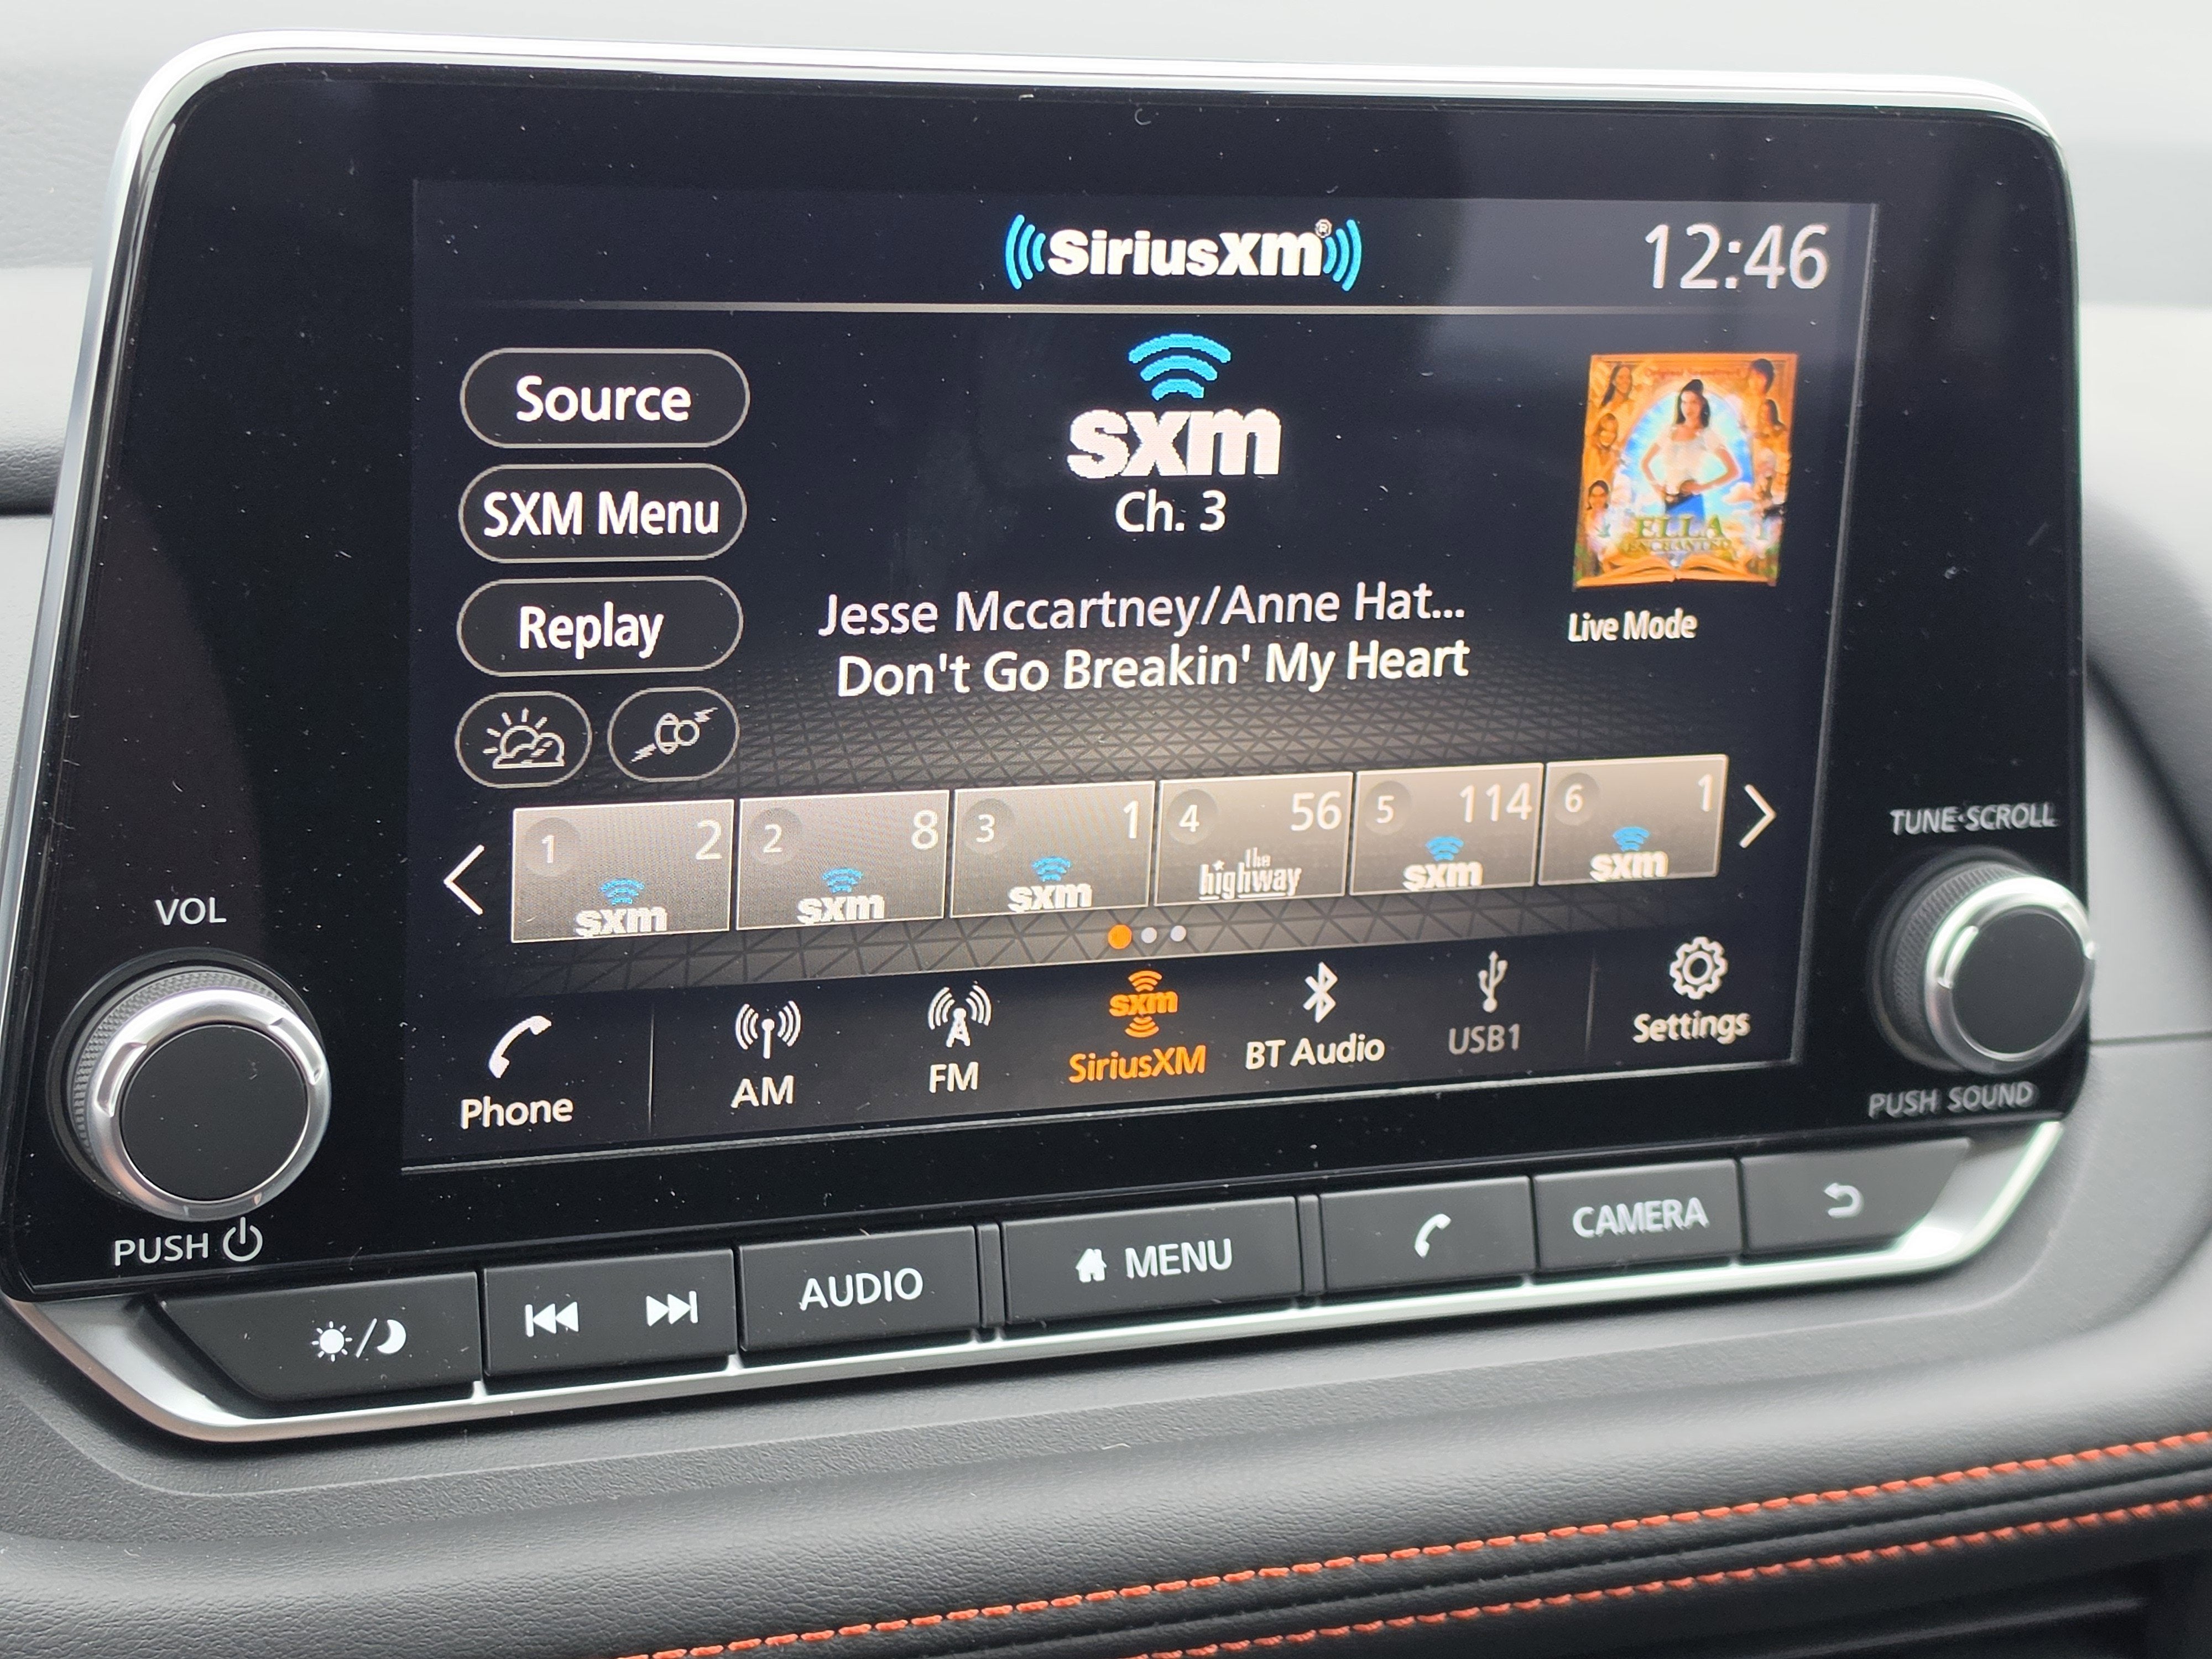 SiriusXM®
12:46
Source
SXM Menu
Replay
sxm
Ch. 3
Jesse Mccartney/Anne Hat...
Don't Go Breakin' My Heart
ELLA
ENCHANTED
Live Mode
1 2
sxm
2 8
sxm
3 1
sxm
4 56
the
highway
5 114
sxm
6 1
sxm
Phone
AM
FM
sxm
SiriusXM
BT Audio
USB1
Settings
VOL
PUSH
TUNE·SCROLL
PUSH SOUND
AUDIO
MENU
CAMERA